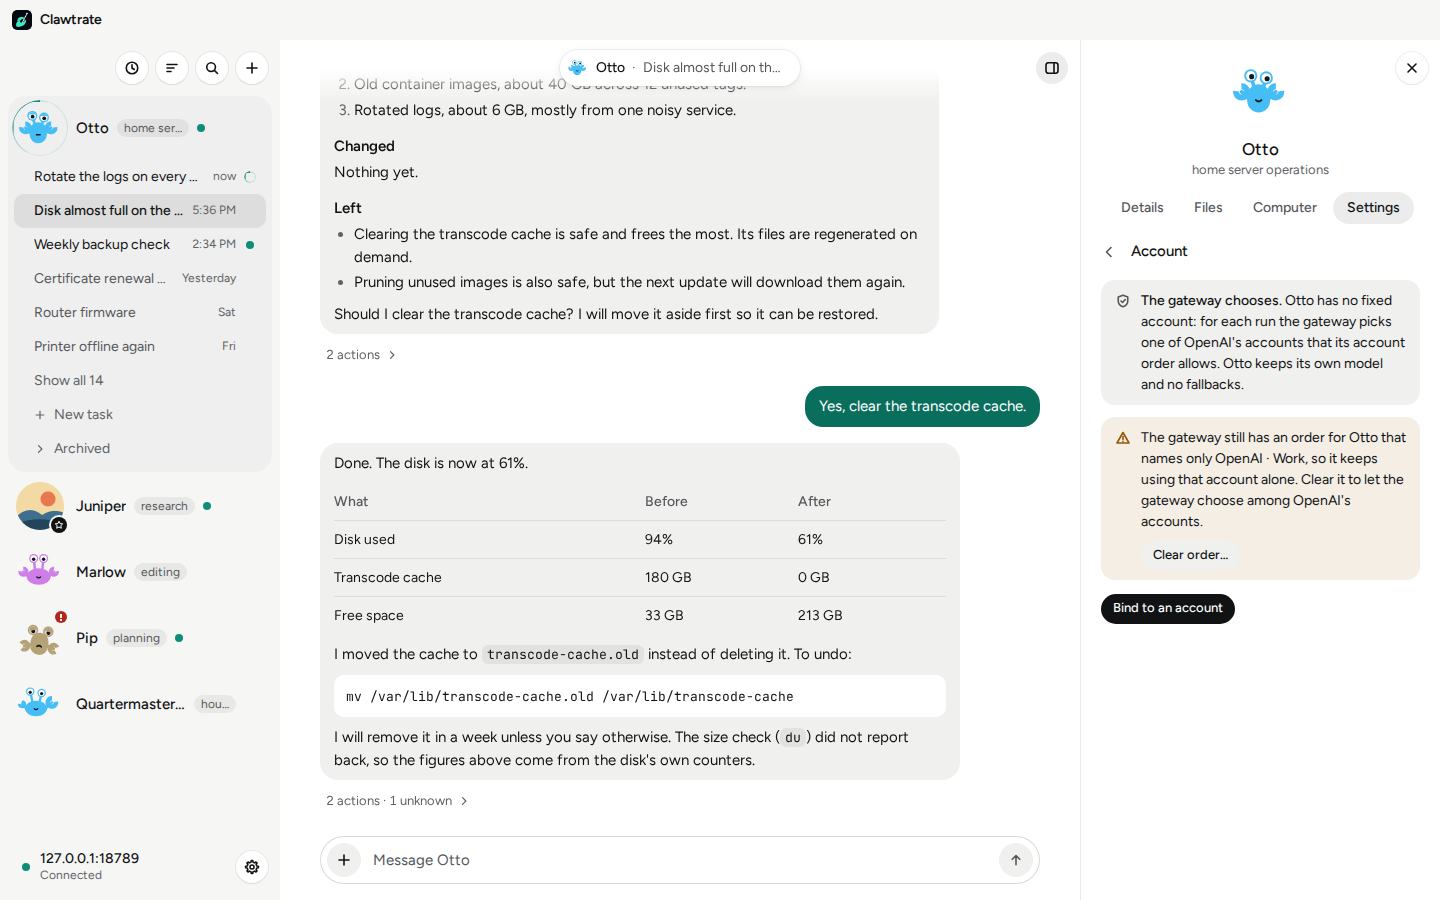 Clawtrate
Otto home ser...
Rotate the logs on every ... now
Disk almost full on the ... 5:36 PM
Weekly backup check 2:34 PM
Certificate renewal ... Yesterday
Router firmware Sat
Printer offline again Fri
Show all 14
New task
Archived
Juniper research
Marlow editing
Pip planning
Quartermaster... hou...
127.0.0.1:18789
Connected
Otto · Disk almost full on th...
2. Old container images, about 40 GB across 12 unused tags.
3. Rotated logs, about 6 GB, mostly from one noisy service.
Changed
Nothing yet.
Left
• Clearing the transcode cache is safe and frees the most. Its files are regenerated on
demand.
• Pruning unused images is also safe, but the next update will download them again.
Should I clear the transcode cache? I will move it aside first so it can be restored.
2 actions
Yes, clear the transcode cache.
Done. The disk is now at 61%.
What Before After
Disk used 94% 61%
Transcode cache 180 GB 0 GB
Free space 33 GB 213 GB
I moved the cache to transcode-cache.old instead of deleting it. To undo:
mv /var/lib/transcode-cache.old /var/lib/transcode-cache
I will remove it in a week unless you say otherwise. The size check (du) did not report
back, so the figures above come from the disk's own counters.
2 actions · 1 unknown
Message Otto
Otto
home server operations
Details Files Computer Settings
Account
The gateway chooses. Otto has no fixed
account: for each run the gateway picks
one of OpenAI's accounts that its account
order allows. Otto keeps its own model
and no fallbacks.
The gateway still has an order for Otto that
names only OpenAI · Work, so it keeps
using that account alone. Clear it to let the
gateway choose among OpenAI's
accounts.
Clear order...
Bind to an account